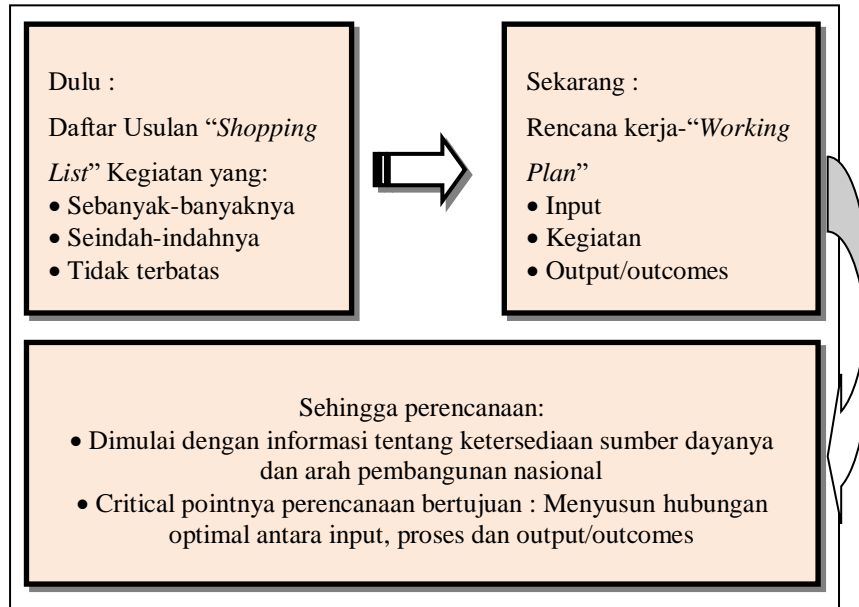 Dulu :
Daftar Usulan “Shopping
List” Kegiatan yang:
• Sebanyak-banyaknya
• Seindah-indahnya
• Tidak terbatas
Sekarang :
Rencana kerja-“Working
Plan”
• Input
• Kegiatan
• Output/outcomes
Sehingga perencanaan:
• Dimulai dengan informasi tentang ketersediaan sumber dayanya
dan arah pembangunan nasional
• Critical pointnya perencanaan bertujuan : Menyusun hubungan
optimal antara input, proses dan output/outcomes